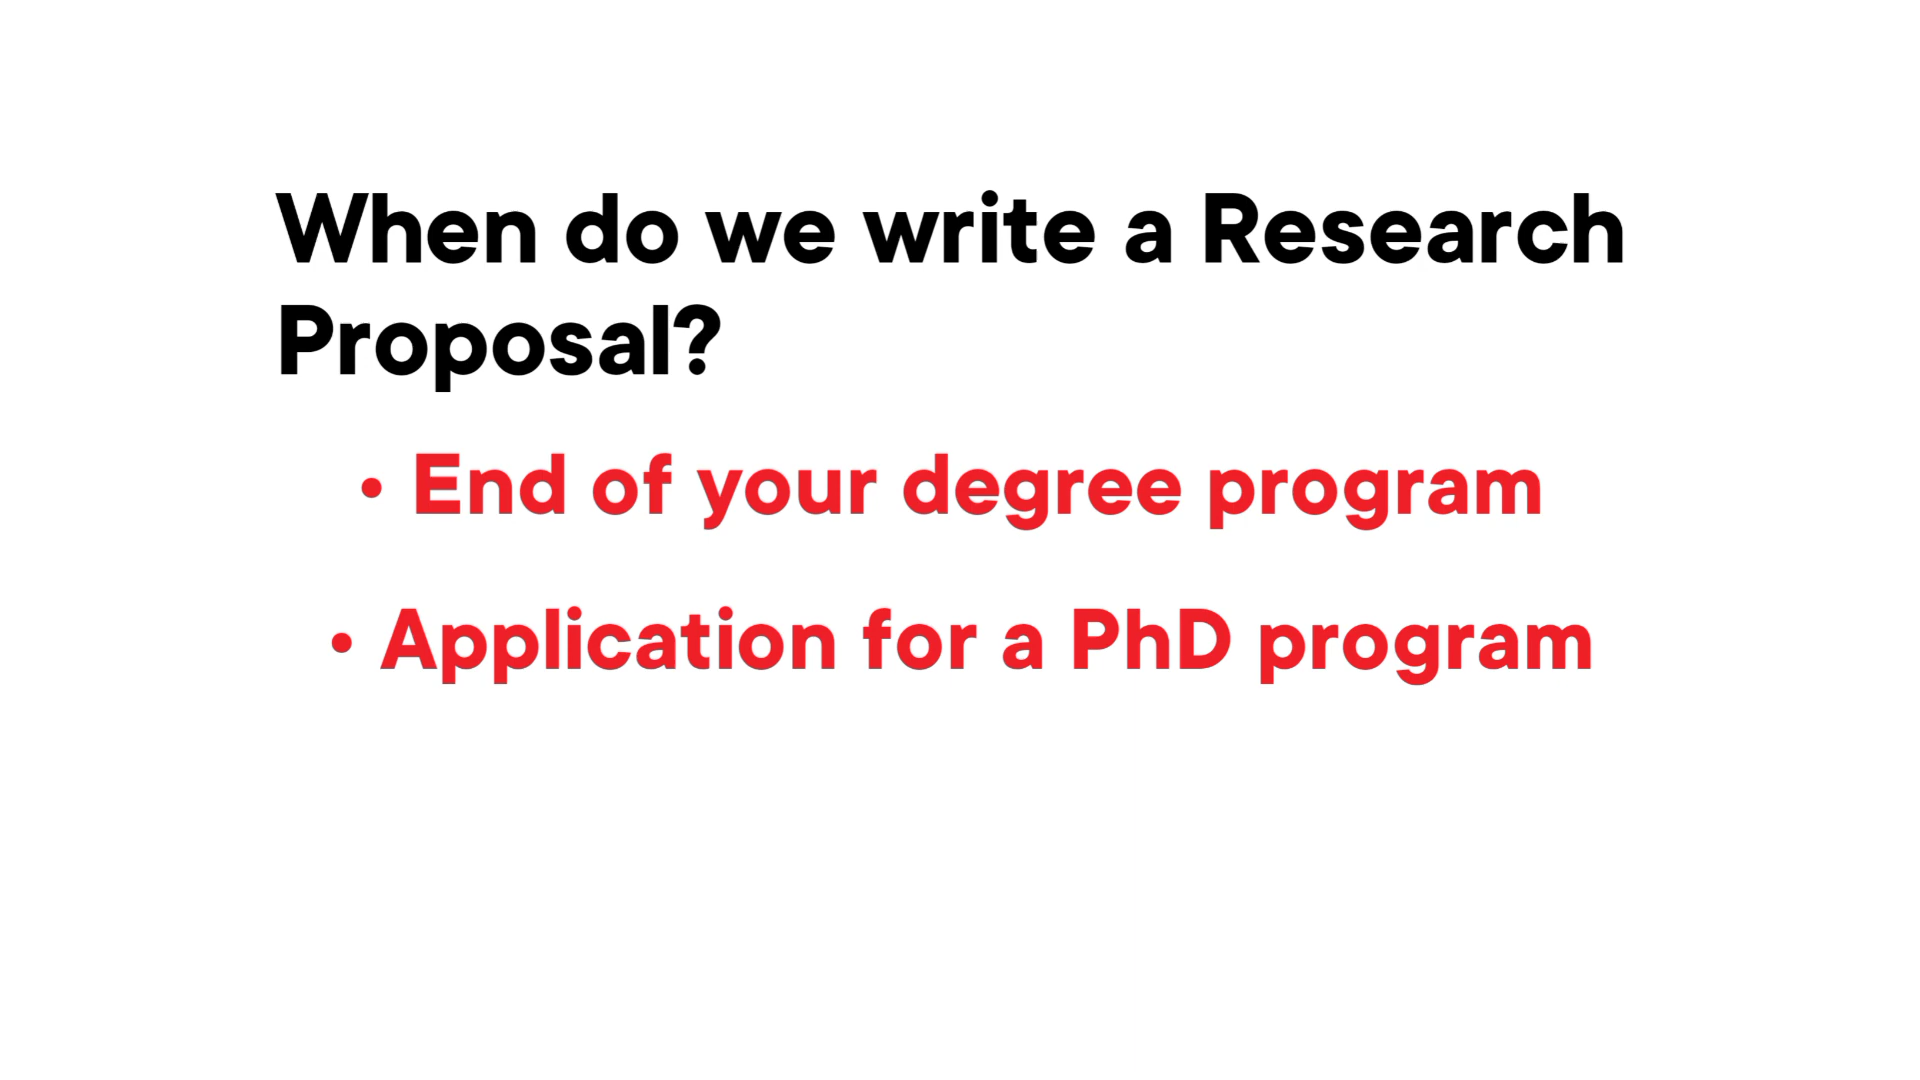 When do we write a Research
Proposal?
• End of your degree program
• Application for a PhD program